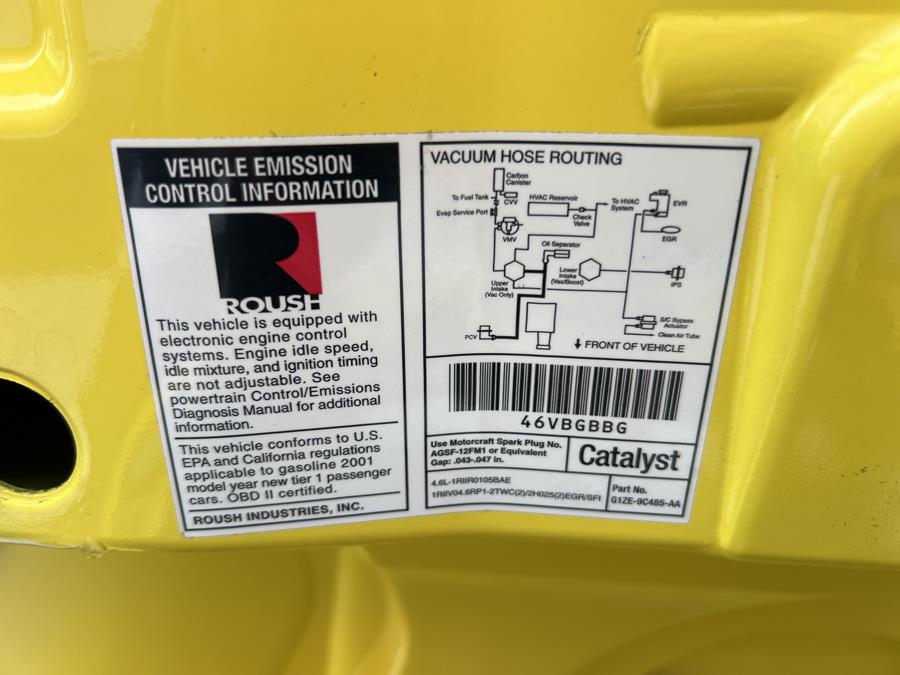 VEHICLE EMISSION
CONTROL INFORMATION
R
ROUSH
This vehicle is equipped with
electronic engine control
systems. Engine idle speed,
idle mixture, and ignition timing
are not adjustable. See
powertrain Control/Emissions
Diagnosis Manual for additional
information.
This vehicle conforms to U.S.
EPA and California regulations
applicable to gasoline 2001
model year new tier 1 passenger
cars. OBD II certified.
ROUSH INDUSTRIES, INC.
VACUUM HOSE ROUTING
Carbon
Canister
To Fuel Tank
CVV
Evap Service Port
VMV
HVAC Reservoir
Check
Valve
To HVAC
System
EVR
EGR
Oil Separator
Upper
Intake
(Vac Only)
Lower
Intake
(Vac/Boost)
IPS
PCV
S/C Bypass
Actuator
Clean Air Tube
FRONT OF VEHICLE
46VBGBBG
Use Motorcraft Spark Plug No.
AGSF-12FM1 or Equivalent
Gap: .043-.047 in.
Catalyst
4.6L-1RIIR0105BAE
1RIIV04.6RP1-2TWC(2)/2H02S(2)EGR/SFI
Part No.
G1ZE-9C485-AA